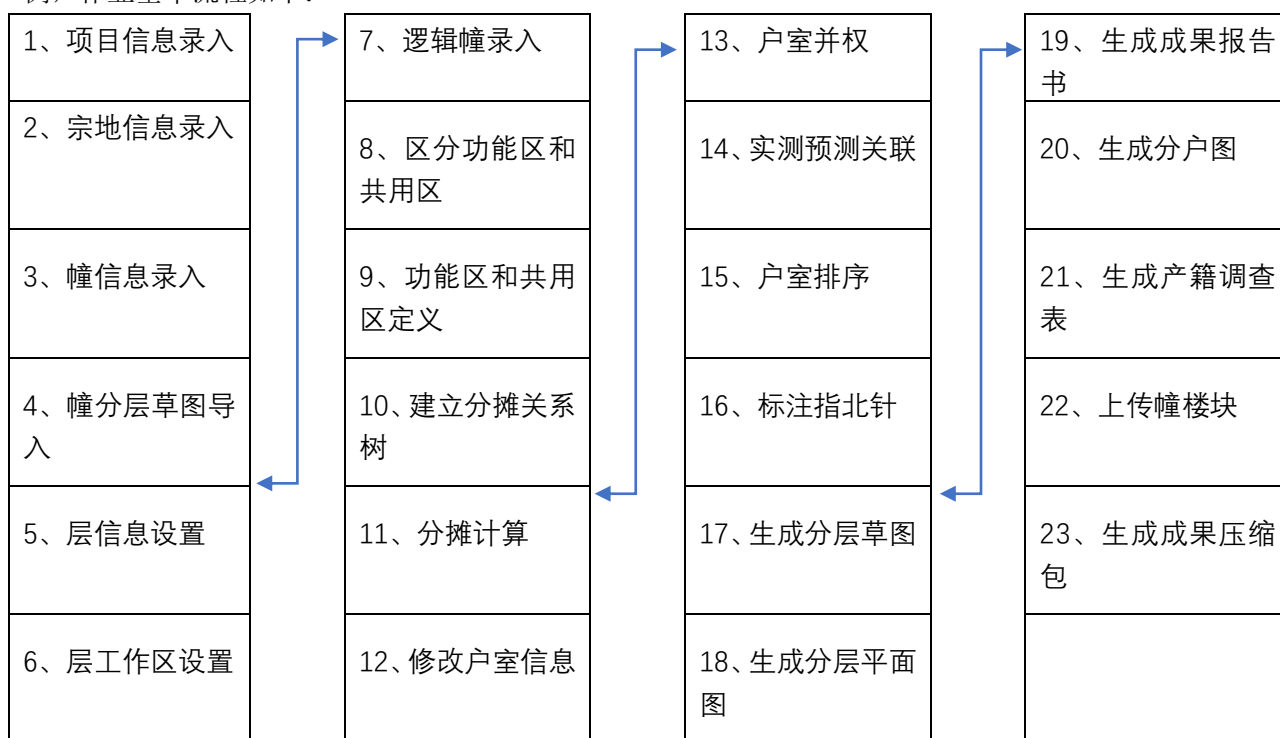 1、项目信息录入
2、宗地信息录入
3、幢信息录入
4、幢分层草图导
入
5、层信息设置
6、层工作区设置
7、逻辑幢录入
8、区分功能区和
共用区
9、功能区和共用
区定义
10、建立分摊关系
树
11、分摊计算
12、修改户室信息
13、户室并权
14、实测预测关联
15、户室排序
16、标注指北针
17、生成分层草图
18、生成分层平面
图
19、生成成果报告
书
20、生成分户图
21、生成产籍调查
表
22、上传幢楼块
23、生成成果压缩
包